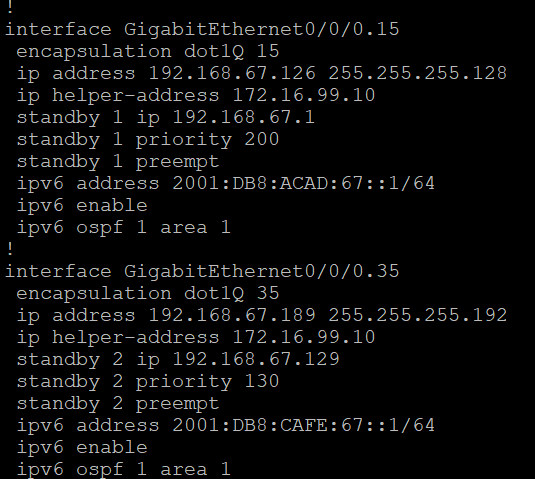 !
interface GigabitEthernet0/0/0.15
encapsulation dot1Q 15
ip address 192.168.67.126 255.255.255.128
ip helper-address 172.16.99.10
standby 1 ip 192.168.67.1
standby 1 priority 200
standby 1 preempt
ipv6 address 2001:DB8:ACAD:67::1/64
ipv6 enable
ipv6 ospf 1 area 1
!
interface GigabitEthernet0/0/0.35
encapsulation dot1Q 35
ip address 192.168.67.189 255.255.255.192
ip helper-address 172.16.99.10
standby 2 ip 192.168.67.129
standby 2 priority 130
standby 2 preempt
ipv6 address 2001:DB8:CAFE:67::1/64
ipv6 enable
ipv6 ospf 1 area 1